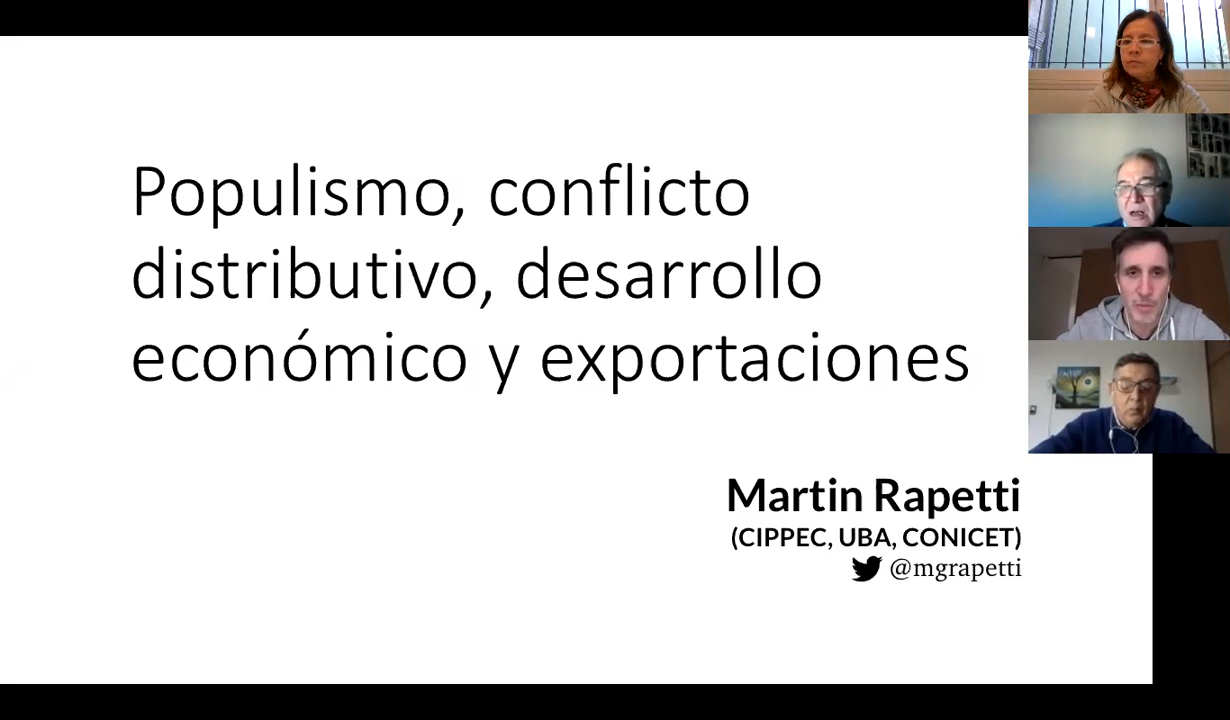 Populismo, conflicto
distributivo, desarrollo
económico y exportaciones
Martin Rapetti
(CIPPEC, UBA, CONICET)
@mgrapetti